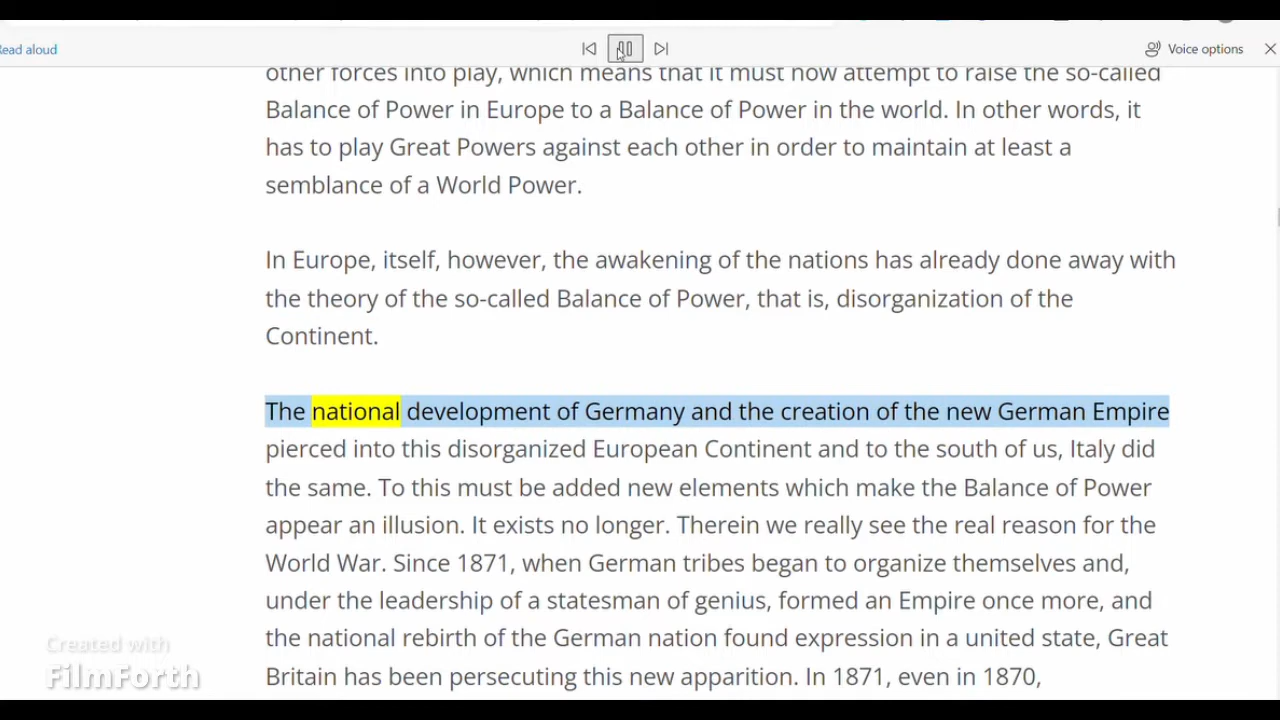 Read aloud
Voice options
other forces into play, which means that it must now attempt to raise the so-called
Balance of Power in Europe to a Balance of Power in the world. In other words, it
has to play Great Powers against each other in order to maintain at least a
semblance of a World Power.
In Europe, itself, however, the awakening of the nations has already done away with
the theory of the so-called Balance of Power, that is, disorganization of the
Continent.
The national development of Germany and the creation of the new German Empire
pierced into this disorganized European Continent and to the south of us, Italy did
the same. To this must be added new elements which make the Balance of Power
appear an illusion. It exists no longer. Therein we really see the real reason for the
World War. Since 1871, when German tribes began to organize themselves and,
under the leadership of a statesman of genius, formed an Empire once more, and
the national rebirth of the German nation found expression in a united state, Great
Britain has been persecuting this new apparition. In 1871, even in 1870,
Created with
FilmForth